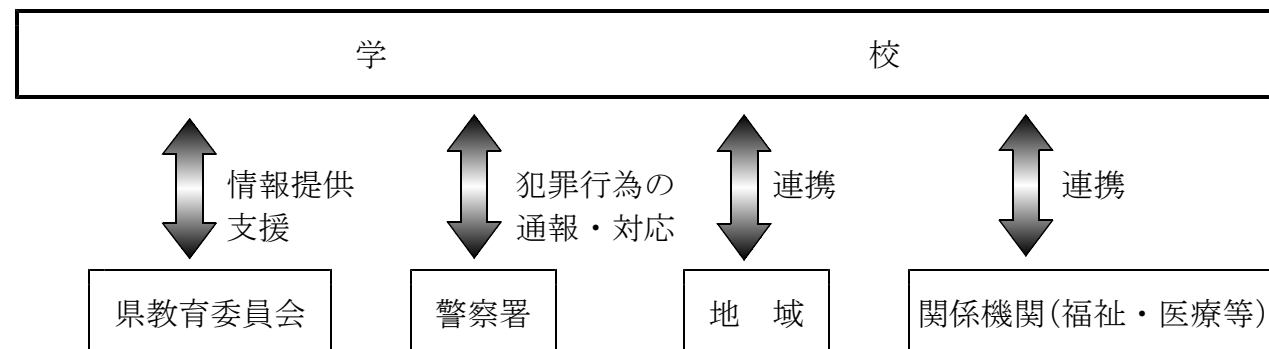 学　校
情報提供
支援
犯罪行為の
通報・対応
連携
連携
県教育委員会
警察署
地　域
関係機関(福祉・医療等)